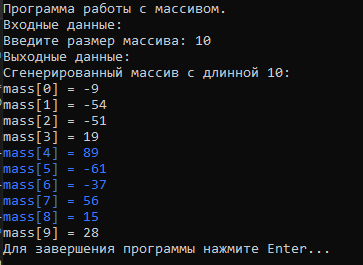 Программа работы с массивом.
Входные данные:
Введите размер массива: 10
Выходные данные:
Сгенерированный массив с длинной 10:
mass[0] = -9
mass[1] = -54
mass[2] = -51
mass[3] = 19
mass[4] = 89
mass[5] = -61
mass[6] = -37
mass[7] = 56
mass[8] = 15
mass[9] = 28
Для завершения программы нажмите Enter...